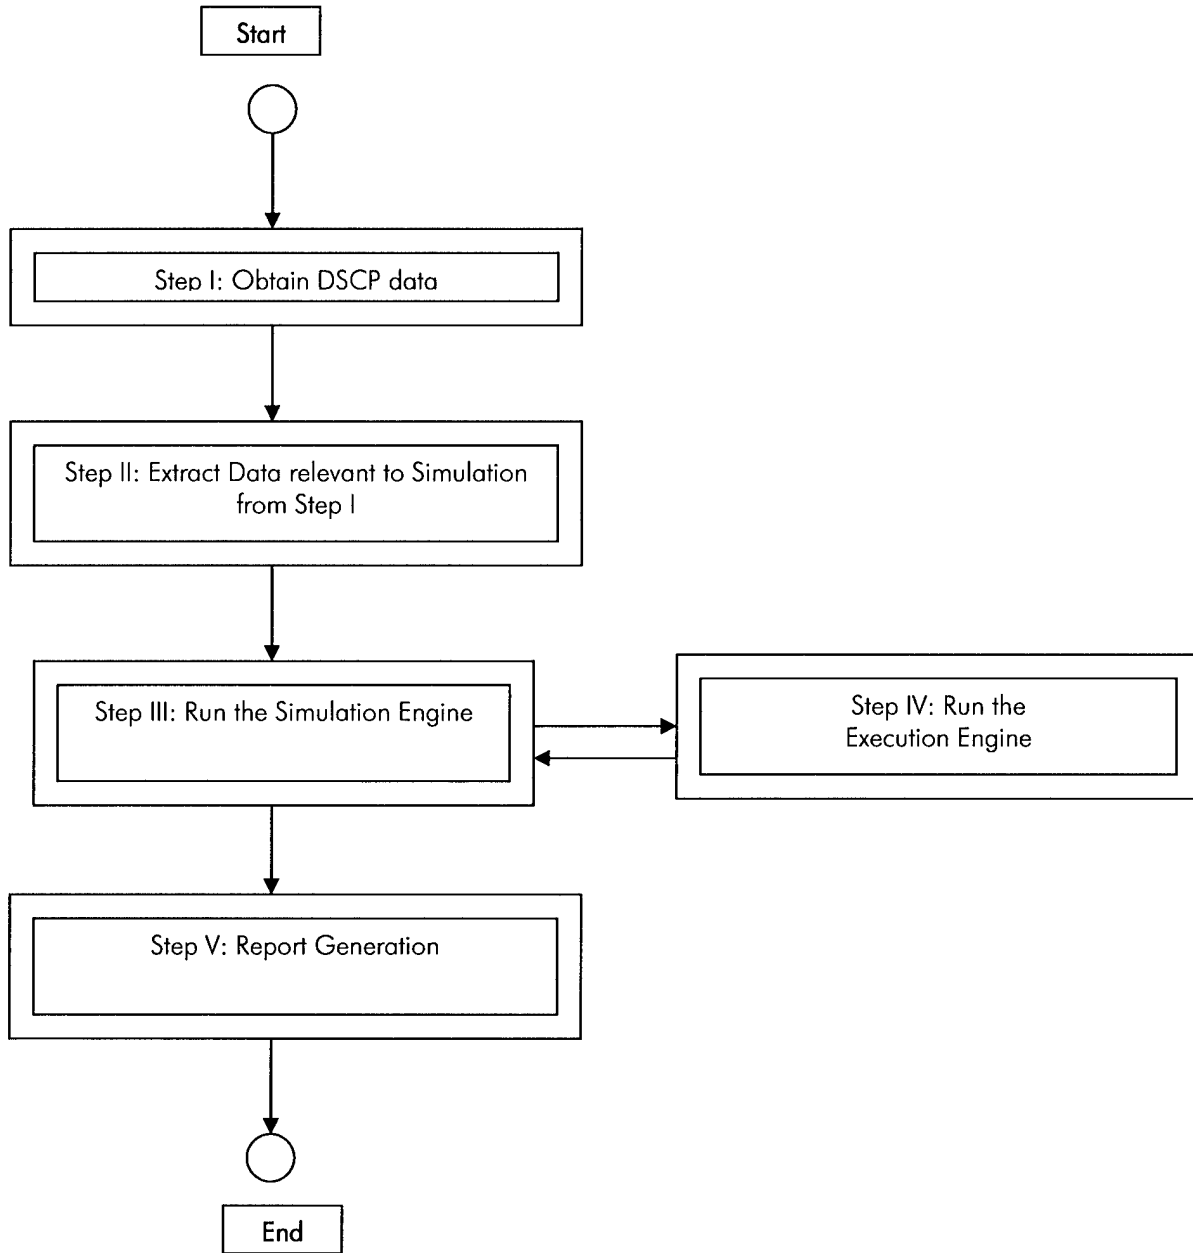 Start
Step I: Obtain DSCP data
Step II: Extract Data relevant to Simulation
from Step I
Step III: Run the Simulation Engine
Step IV: Run the
Execution Engine
Step V: Report Generation
End